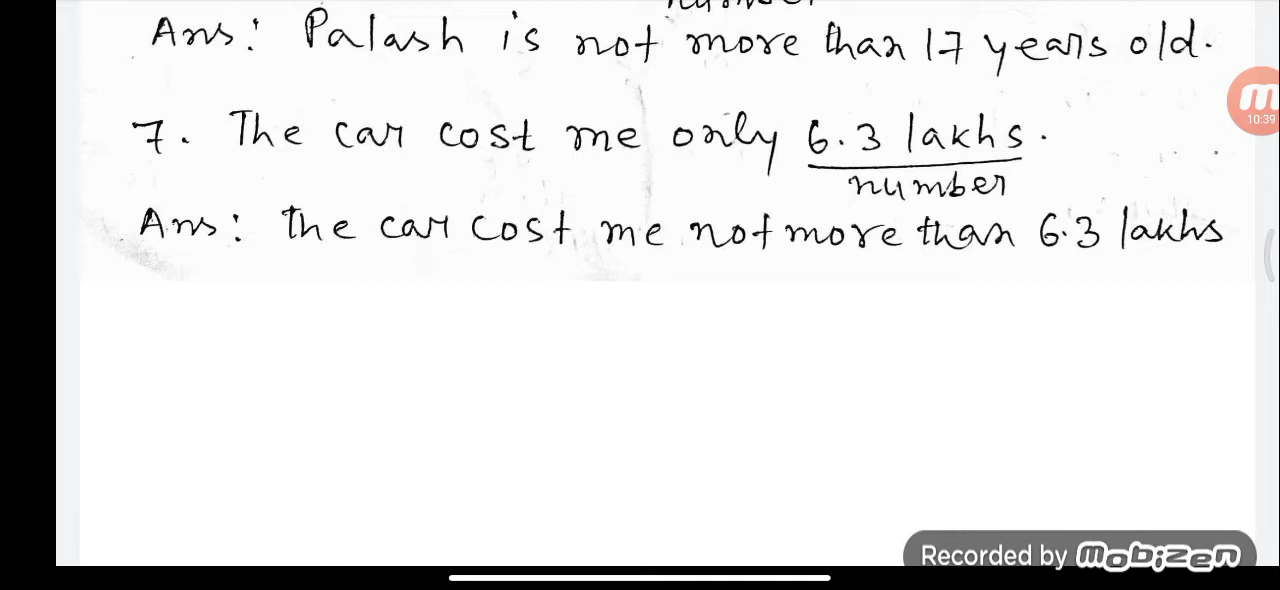 Ans: Palash is not more than 17 years old.
7. The car cost me only 6.3 lakhs.
number
Ans: the car cost me not more than 6.3 lakhs
10:39
Recorded by mobizen